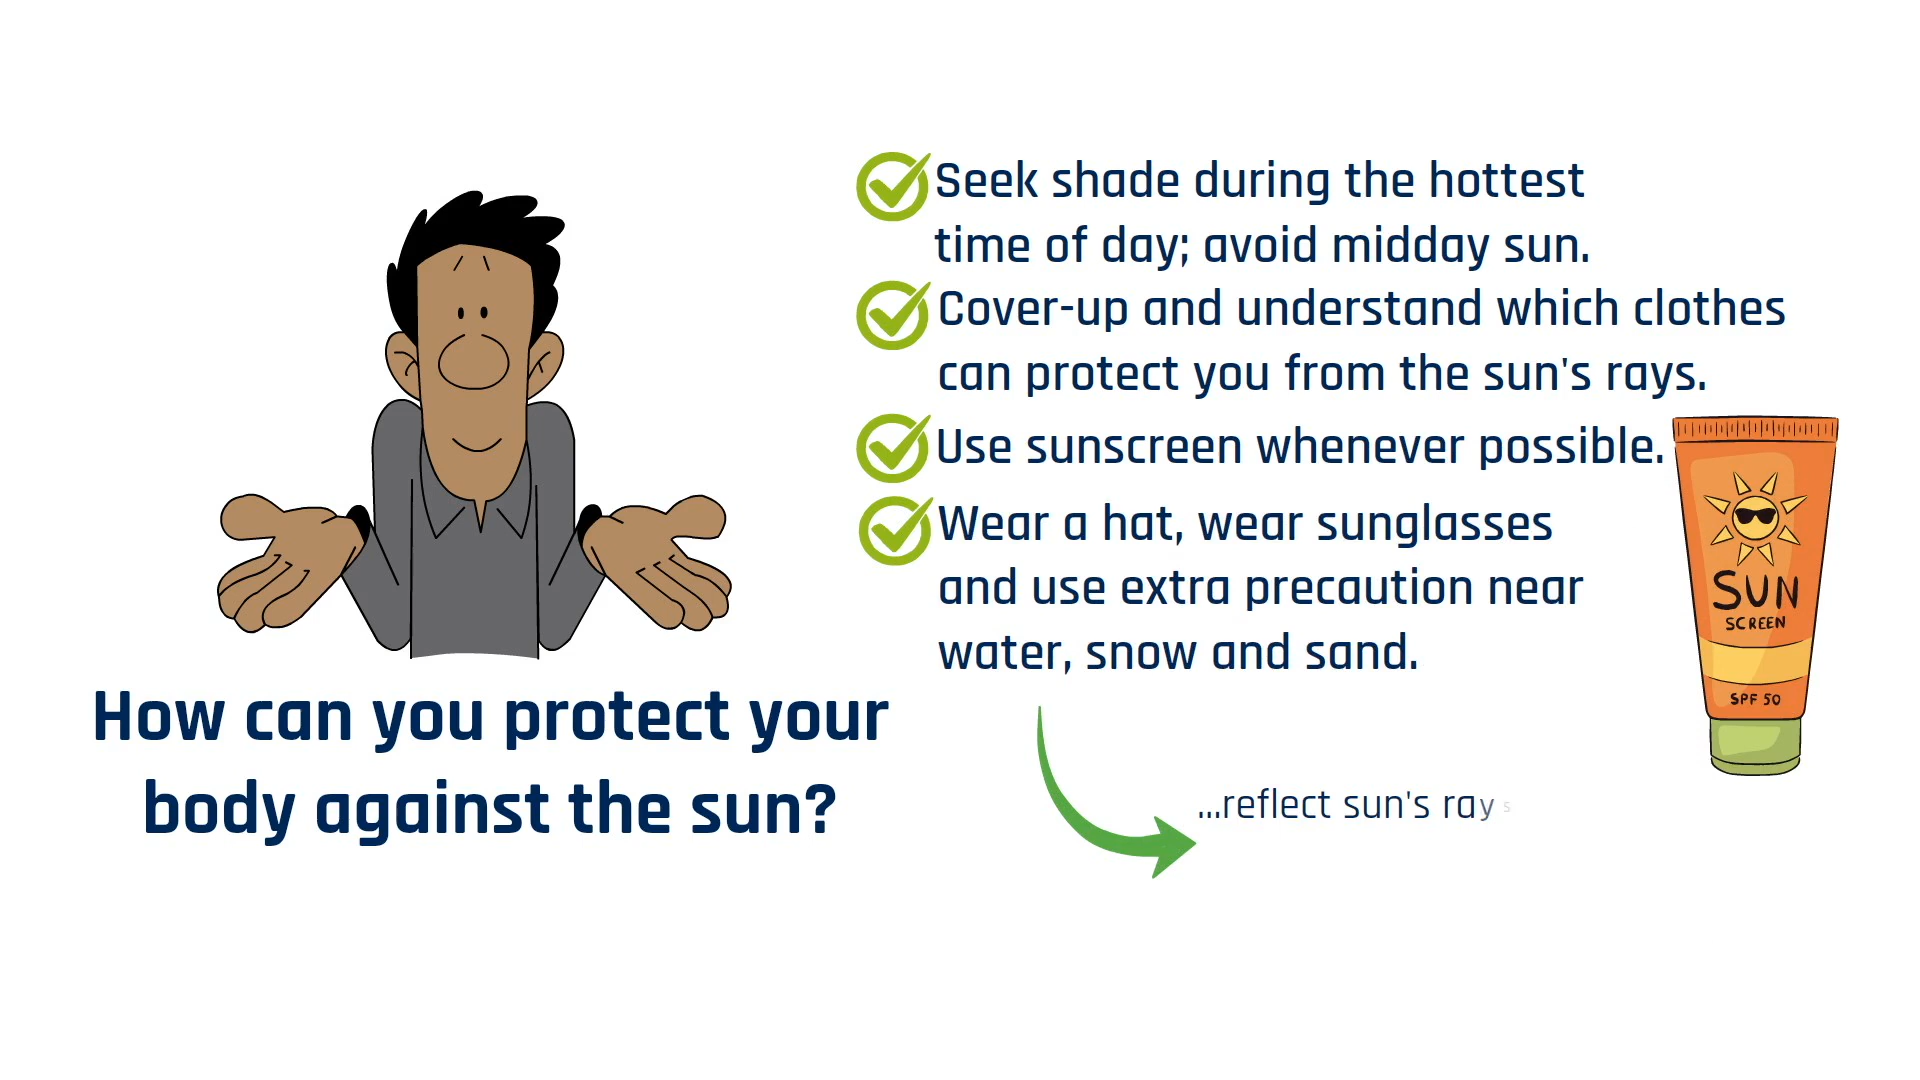 Seek shade during the hottest
time of day; avoid midday sun.
Cover-up and understand which clothes
can protect you from the sun's rays.
Use sunscreen whenever possible.
Wear a hat, wear sunglasses
and use extra precaution near
water, snow and sand.
SUN
SCREEN
SPF 50
How can you protect your
body against the sun?
...reflect sun's rays